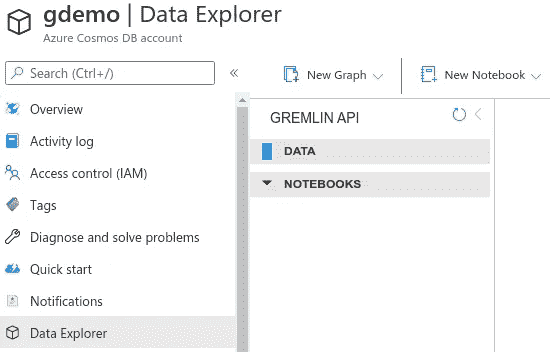 gdemo | Data Explorer
Azure Cosmos DB account
Search (Ctrl+/)
«
New Graph
New Notebook
Overview
Activity log
Access control (IAM)
Tags
Diagnose and solve problems
Quick start
Notifications
Data Explorer
GREMLIN API
DATA
NOTEBOOKS